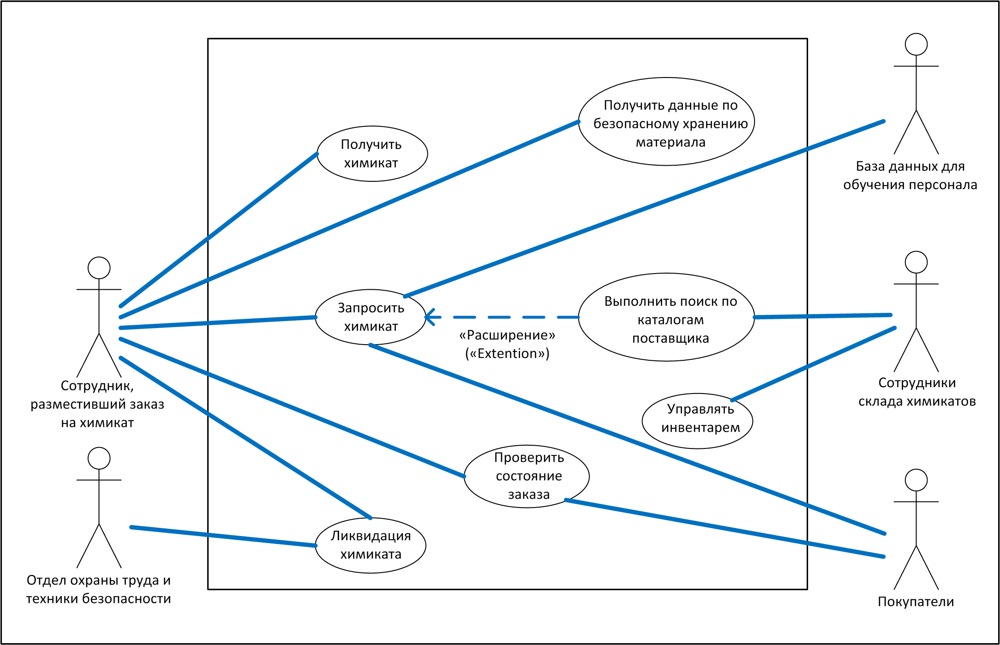 Получить
химикат
Получить данные по
безопасному хранению
материала
База данных для
обучения персонала
Запросить
химикат
«Расширение»
(«Extention»)
Выполнить поиск по
каталогам
поставщика
Сотрудник,
разместивший заказ
на химикат
Сотрудники
склада химикатов
Управлять
инвентарем
Проверить
состояние
заказа
Ликвидация
химиката
Отдел охраны труда и
техники безопасности
Покупатели